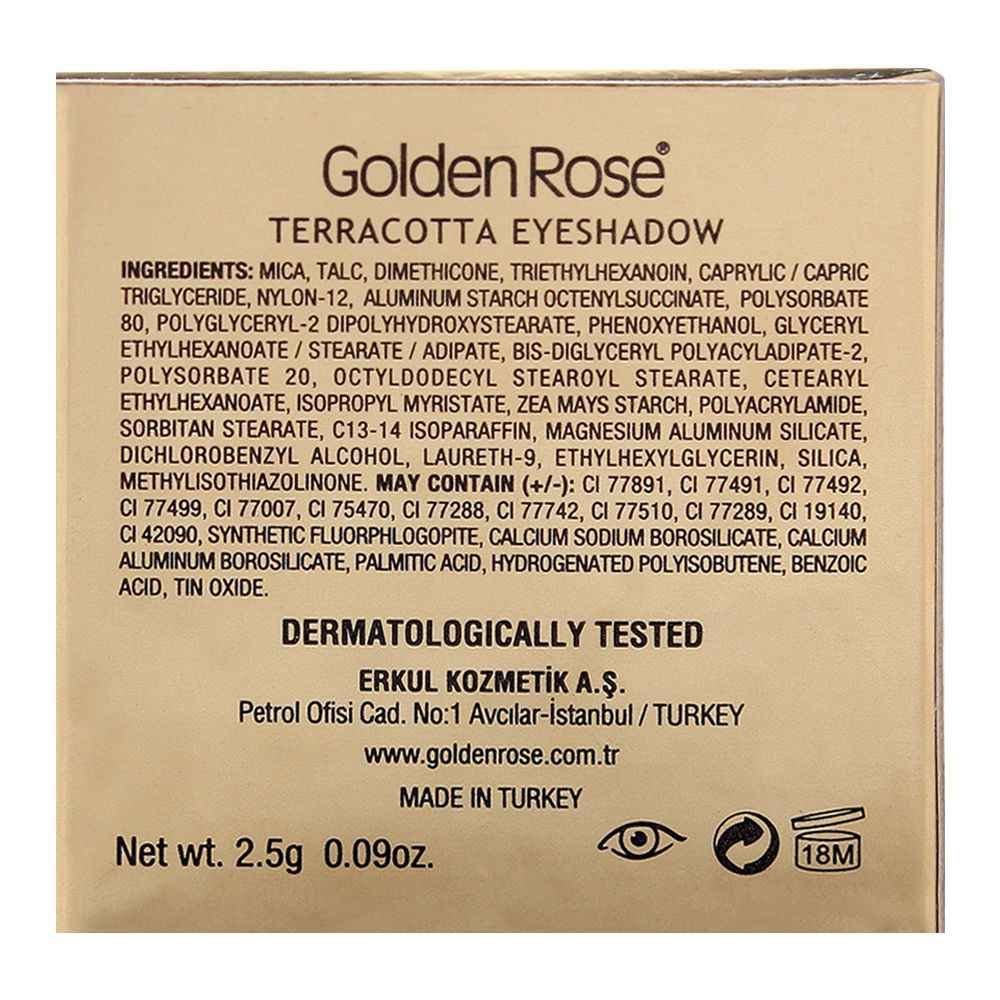 Golden Rose®
TERRACOTTA EYESHADOW
INGREDIENTS: MICA, TALC, DIMETHICONE, TRIETHYLHEXANOIN, CAPRYLIC / CAPRIC
TRIGLYCERIDE, NYLON-12, ALUMINUM STARCH OCTENYLSUCCINATE, POLYSORBATE
80, POLYGLYCERYL-2 DIPOLYHYDROXYSTEARATE, PHENOXYETHANOL, GLYCERYL
ETHYLHEXANOATE / STEARATE / ADIPATE, BIS-DIGLYCERYL POLYACYLADIPATE-2,
POLYSORBATE 20, OCTYLDODECYL STEAROYL STEARATE, CETEARYL
ETHYLHEXANOATE, ISOPROPYL MYRISTATE, ZEA MAYS STARCH, POLYACRYLAMIDE,
SORBITAN STEARATE, C13-14 ISOPARAFFIN, MAGNESIUM ALUMINUM SILICATE,
DICHLOROBENZYL ALCOHOL, LAURETH-9, ETHYLHEXYLGLYCERIN, SILICA,
METHYLISOTHIAZOLINONE. MAY CONTAIN (+/-): CI 77891, CI 77491, CI 77492,
CI 77499, CI 77007, CI 75470, CI 77288, CI 77742, CI 77510, CI 77289, CI 19140,
CI 42090, SYNTHETIC FLUORPHLOGOPITE, CALCIUM SODIUM BOROSILICATE, CALCIUM
ALUMINUM BOROSILICATE, PALMITIC ACID, HYDROGENATED POLYISOBUTENE, BENZOIC
ACID, TIN OXIDE.
DERMATOLOGICALLY TESTED
ERKUL KOZMETİK A.Ş.
Petrol Ofisi Cad. No:1 Avcılar-İstanbul / TURKEY
www.goldenrose.com.tr
MADE IN TURKEY
Net wt. 2.5g 0.09oz.
18M